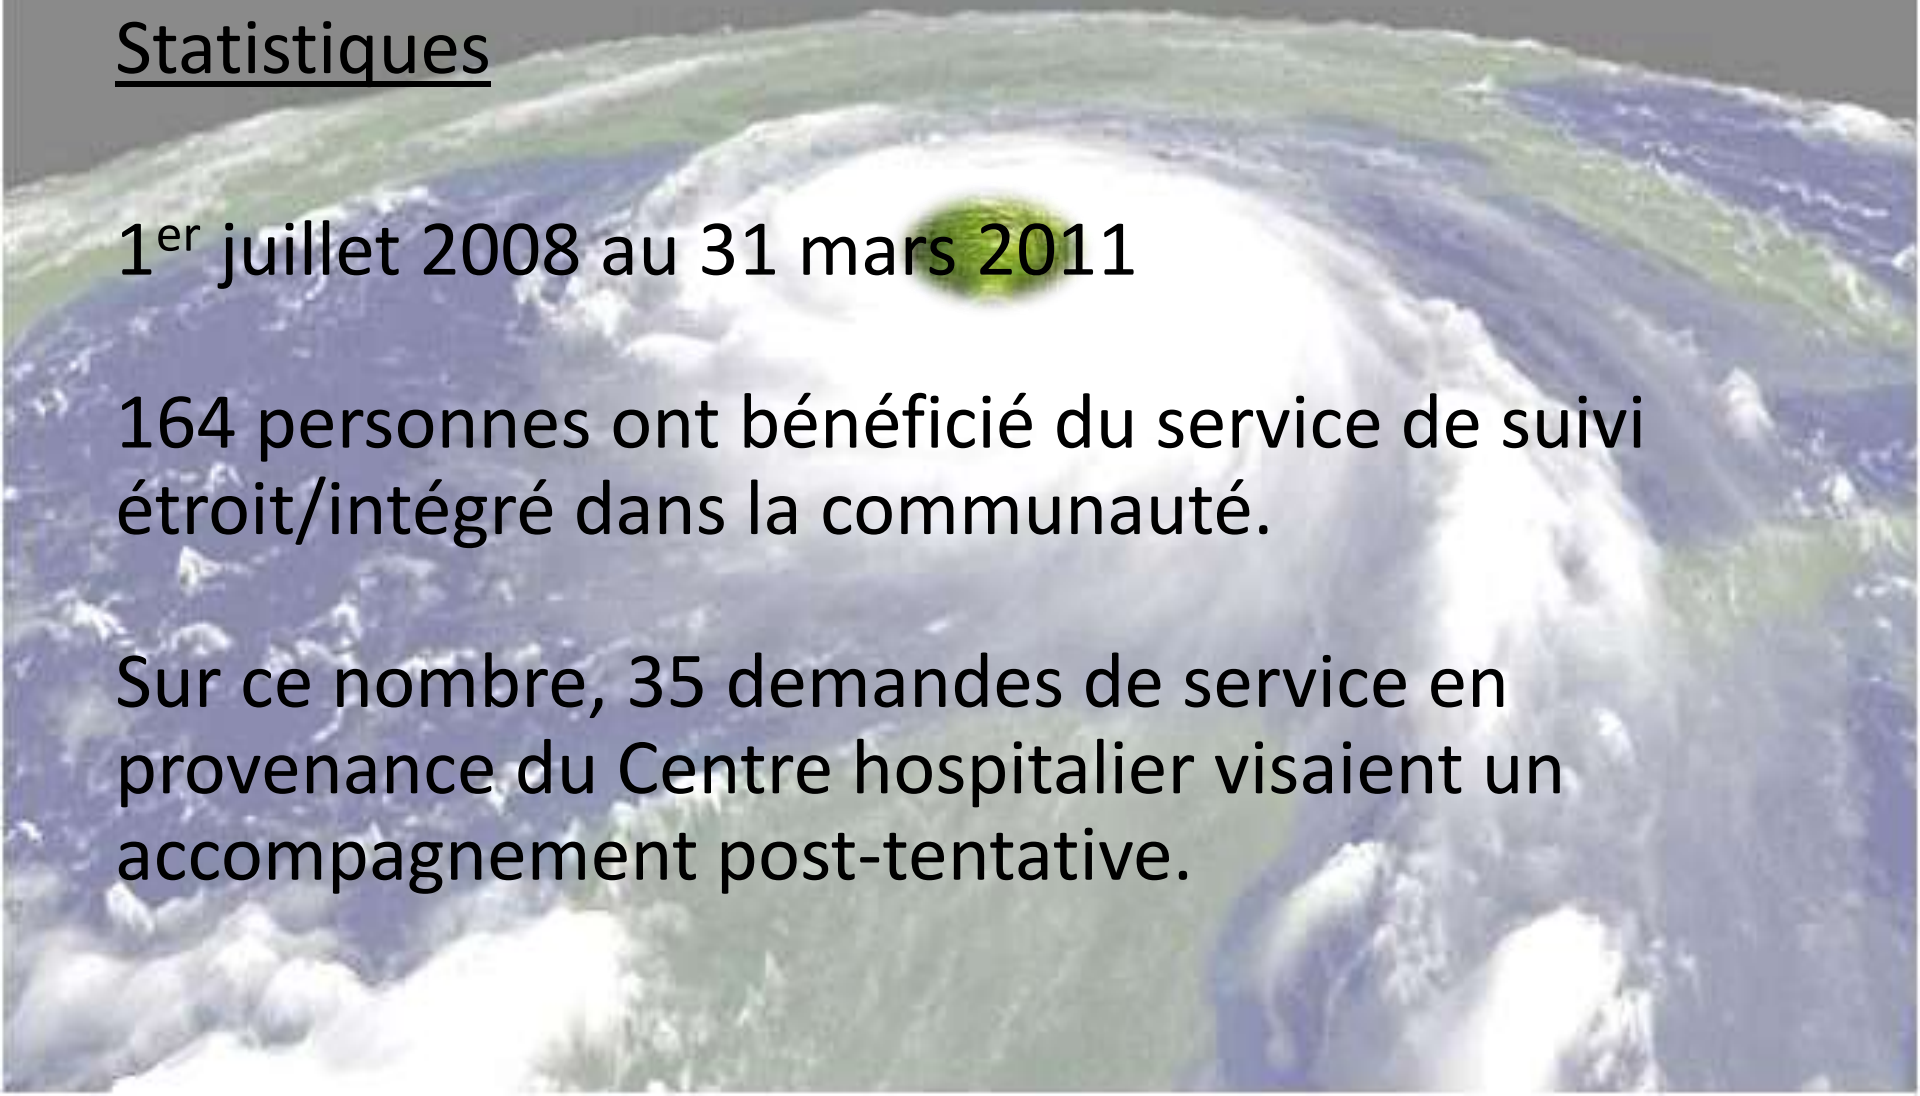 Statistiques
1er juillet 2008 au 31 mars 2011
164 personnes ont bénéficié du service de suivi
étroit/intégré dans la communauté.
Sur ce nombre, 35 demandes de service en
provenance du Centre hospitalier visaient un
accompagnement post-tentative.